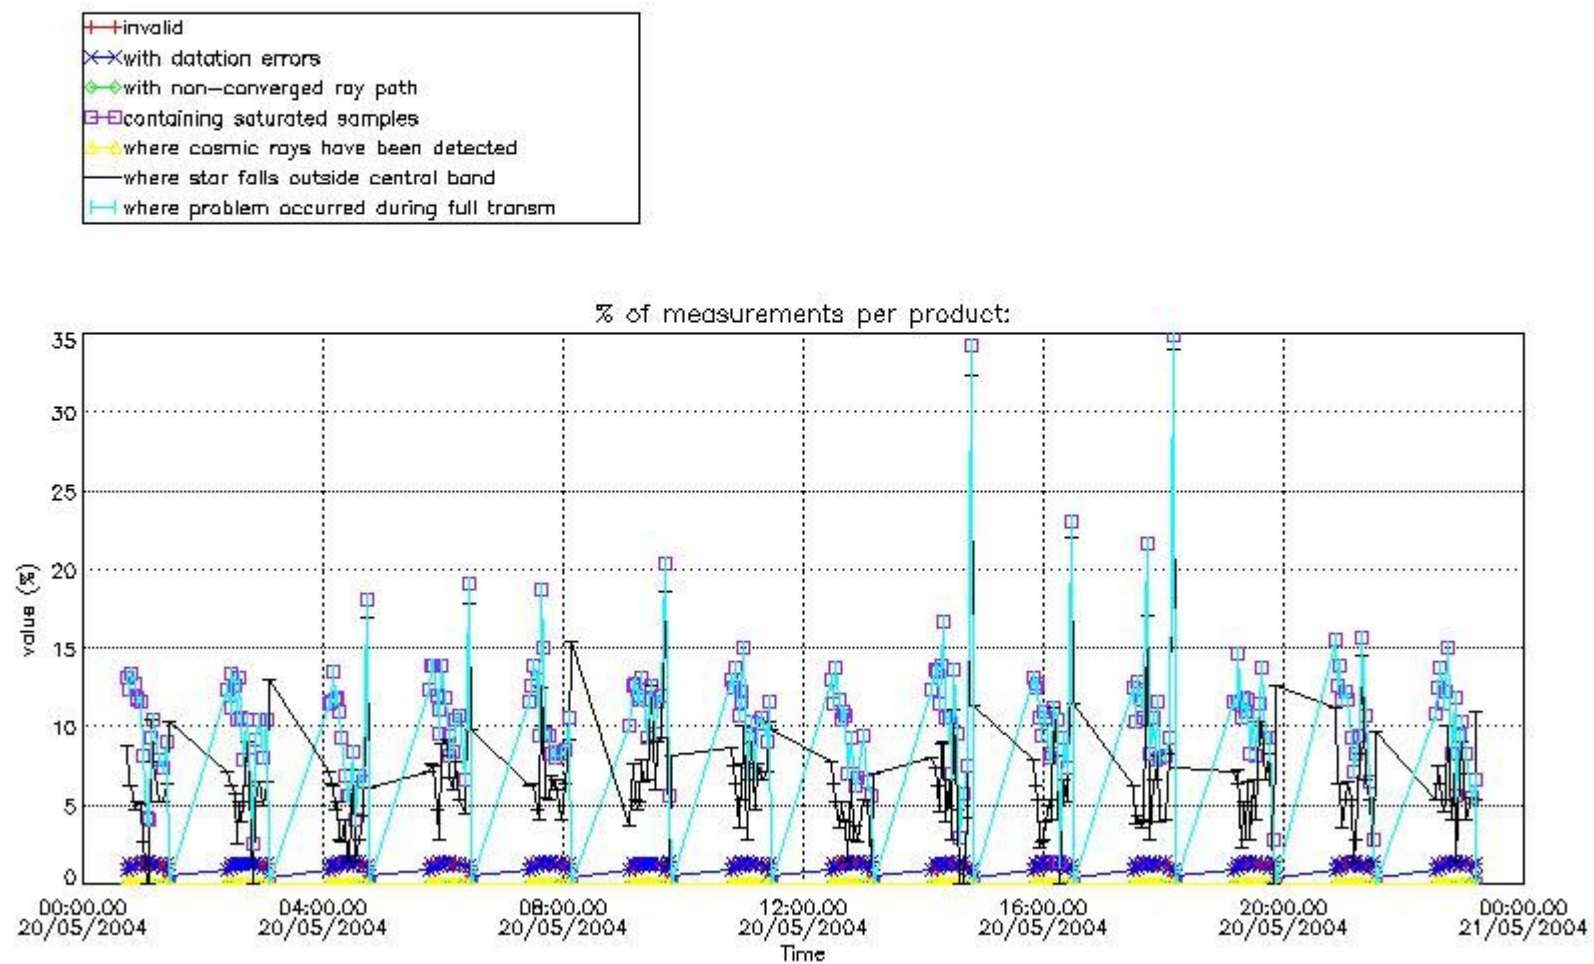 invalid
with datation errors
with non-converged ray path
containing saturated samples
where cosmic rays have been detected
where star falls outside central band
where problem occurred during full transm
% of measurements per product:
35
30
25
20
15
10
5
0
value (%)
00:00.00 04:00.00 08:00.00 12:00.00 16:00.00 20:00.00 00:00.00
20/05/2004 20/05/2004 20/05/2004 20/05/2004 20/05/2004 20/05/2004 21/05/2004
Time